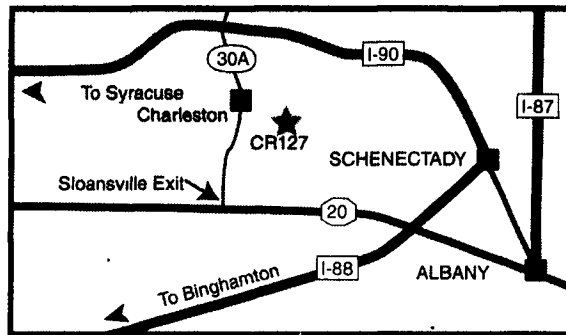 30A
I-90
I-87
To Syracuse
Charleston
CR127
SCHENECTADY
Sloansville Exit
20
I-88
ALBANY
To Binghamton